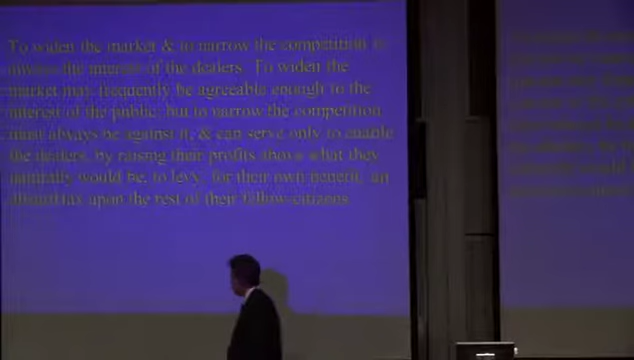 To widen the market & to narrow the competition is
the interest of the dealers. To widen the
market may frequently be agreeable enough to the
interest of the public; but to narrow the competition
must always be against it, & can serve only to enable
the dealers, by raising their profits above what they
naturally would be, to levy, for their own benefit, an
absurd tax upon the rest of their fellow-citizens